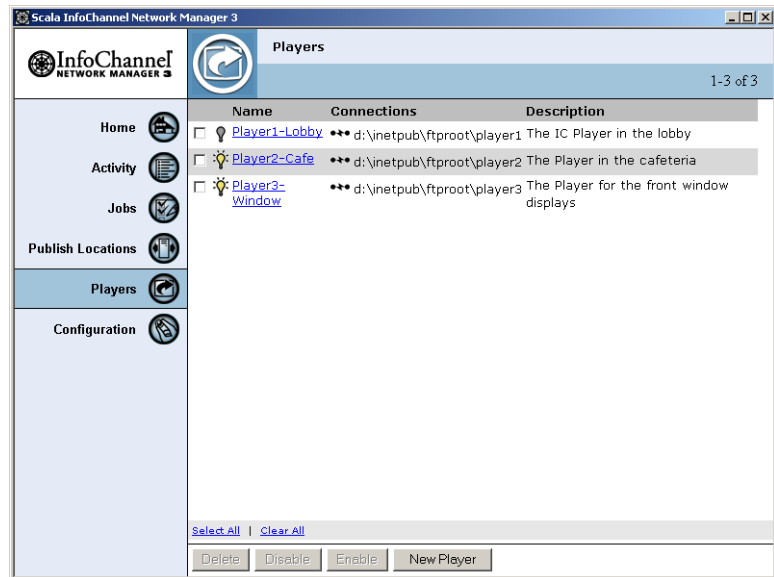 Scala InfoChannel Network Manager 3
InfoChannel
NETWORK MANAGER 3
Players
1-3 of 3
Home
Activity
Jobs
Publish Locations
Players
Configuration
Name Connections Description
Player1-Lobby d:\inetpub\ftproot\player1 The IC Player in the lobby
Player2-Cafe d:\inetpub\ftproot\player2 The Player in the cafeteria
Player3- d:\inetpub\ftproot\player3 The Player for the front window
Window displays
Select All | Clear All
Delete Disable Enable New Player